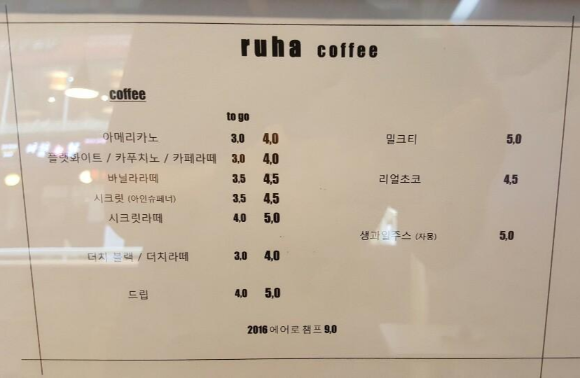 ruha coffee
coffee
to go
아메리카노 3.0 4.0
플랫화이트 / 카푸치노 / 카페라떼 3.0 4.0
바닐라라떼 3.5 4.5
시크릿 (아인슈페너) 3.5 4.5
시크릿라떼 4.0 5.0
더치 블랙 / 더치라떼 3.0 4.0
드립 4.0 5.0
밀크티 5.0
리얼초코 4.5
생과일주스 (자몽) 5.0
2016 에어로 챔프 9.0